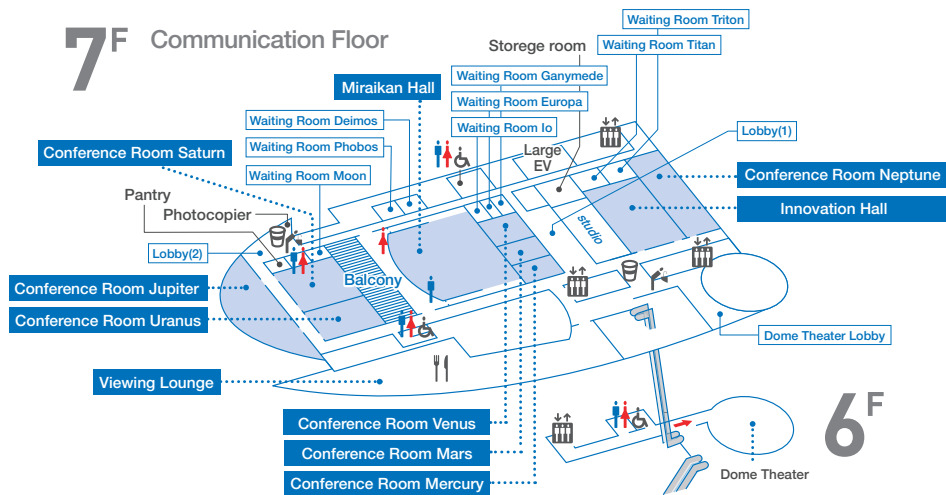 7F Communication Floor
Waiting Room Triton
Storege room
Waiting Room Titan
Miraikan Hall
Waiting Room Ganymede
Waiting Room Europa
Waiting Room Deimos
Waiting Room Io
Lobby(1)
Conference Room Saturn
Waiting Room Phobos
Large
EV
Waiting Room Moon
Conference Room Neptune
Pantry
Photocopier
Innovation Hall
studio
Lobby(2)
Balcony
Conference Room Jupiter
Conference Room Uranus
Dome Theater Lobby
Viewing Lounge
Conference Room Venus
6F
Conference Room Mars
Dome Theater
Conference Room Mercury